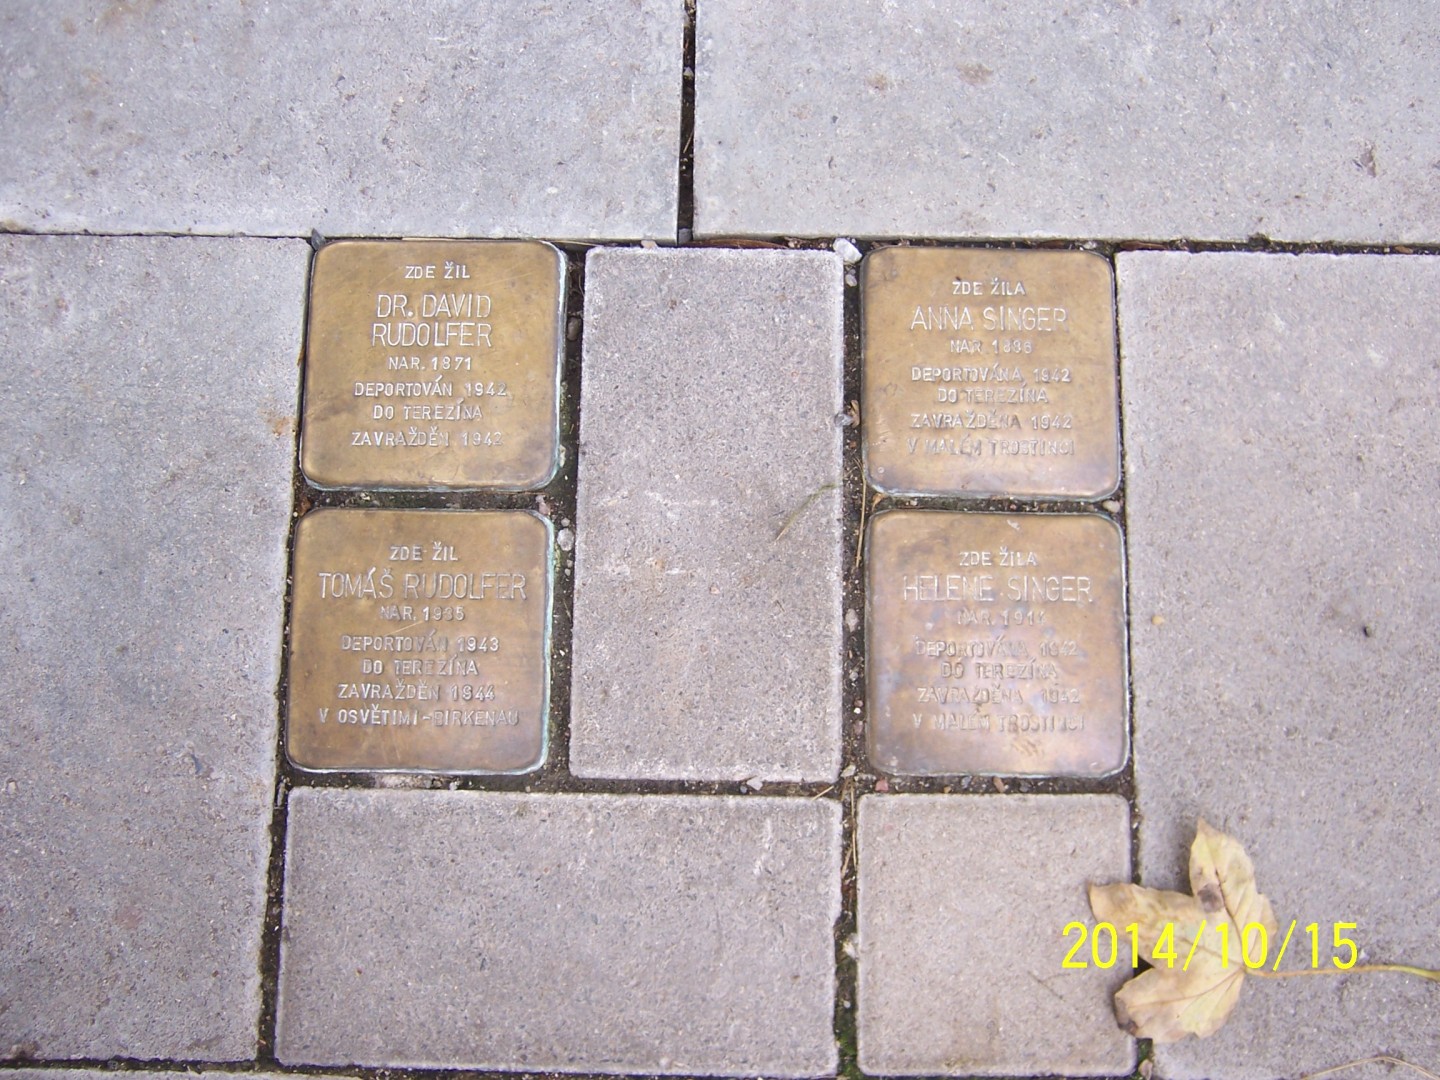 ZDE ŽIL
DR. DAVID
RUDOLFER
NAR. 1871
DEPORTOVÁN 1942
DO TEREZÍNA
ZAVRAŽDĚN 1942
ZDE ŽIL
TOMÁŠ RUDOLFER
NAR. 1935
DEPORTOVÁN 1943
DO TEREZÍNA
ZAVRAŽDĚN 1944
V OSVĚTIMI-BIRKENAU
ZDE ŽILA
ANNA SINGER
NAR.
DEPORTOVÁNA 1942
DO TEREZÍNA
ZAVRAŽDĚNA 1942
V MALÉM TROSTINCI
ZDE ŽILA
HELENE SINGER
NAR.
DEPORTOVÁNA 1942
DO TEREZÍNA
ZAVRAŽDĚNA 1942
V MALÉM TROSTINCI
2014/10/15